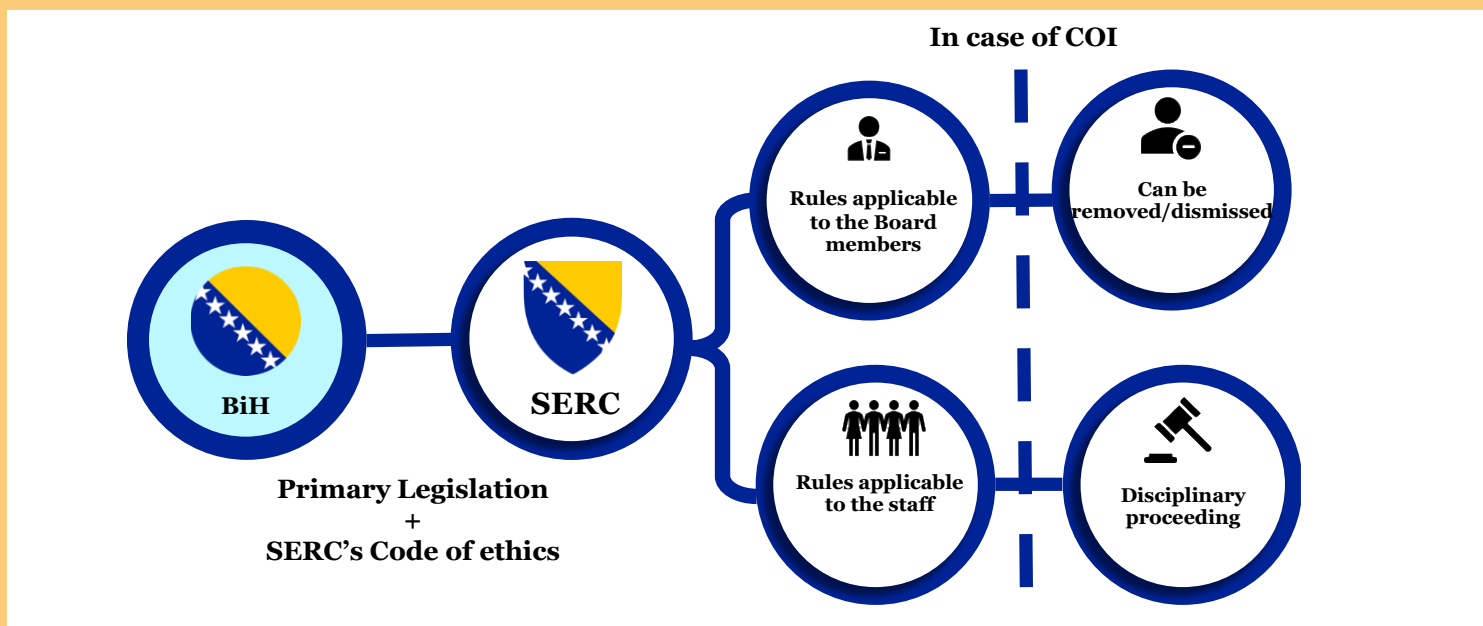 In case of COI
BiH
SERC
Primary Legislation
+
SERC's Code of ethics
Rules applicable
to the Board
members
Can be
removed/dismissed
Rules applicable
to the staff
Disciplinary
proceeding